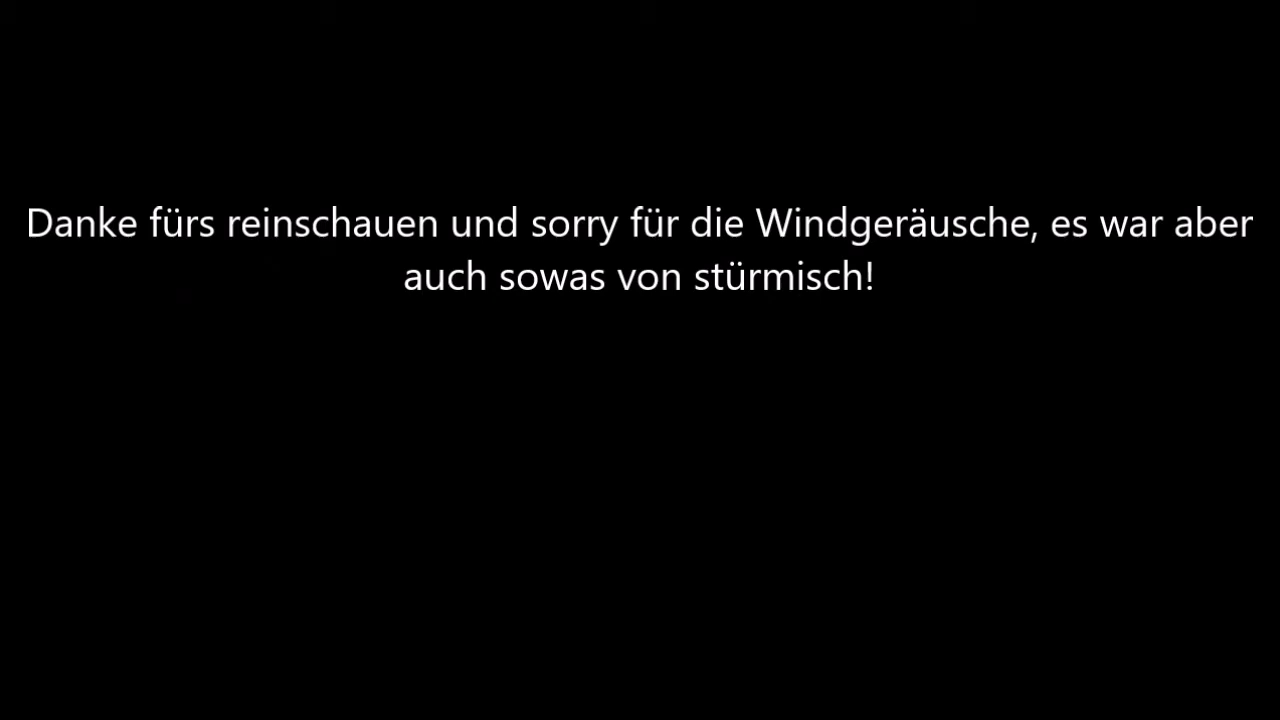 Danke fürs reinschauen und sorry für die Windgeräusche, es war aber
auch sowas von stürmisch!